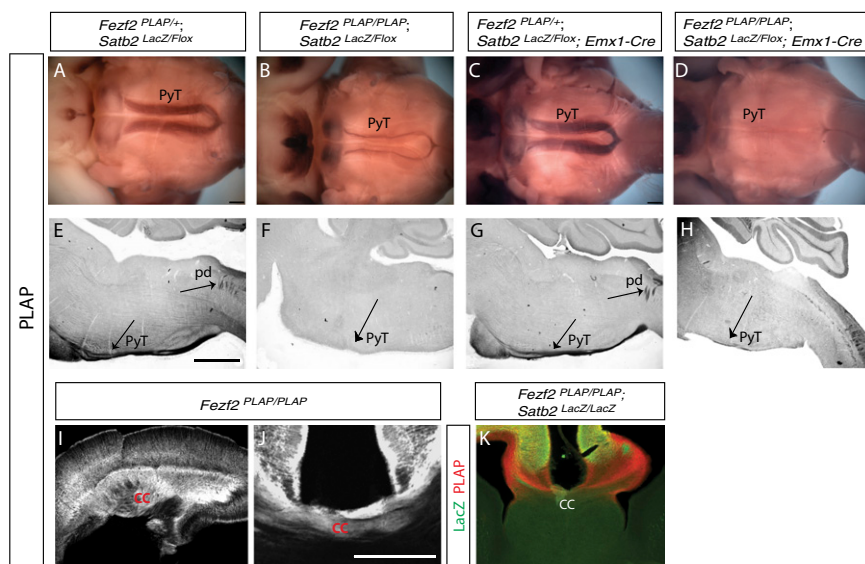 Fezf2 PLAP/+;
Satb2 LacZ/Flox
Fezf2 PLAP/PLAP;
Satb2 LacZ/Flox
Fezf2 PLAP/+;
Satb2 LacZ/Flox; Emx1-Cre
Fezf2 PLAP/PLAP;
Satb2 LacZ/Flox; Emx1-Cre
PLAP
A
PyT
B
PyT
C
PyT
D
PyT
E
pd
PyT
F
PyT
G
pd
PyT
H
PyT
Fezf2 PLAP/PLAP
Fezf2 PLAP/PLAP;
Satb2 LacZ/LacZ
I
CC
J
CC
LacZ PLAP
K
CC